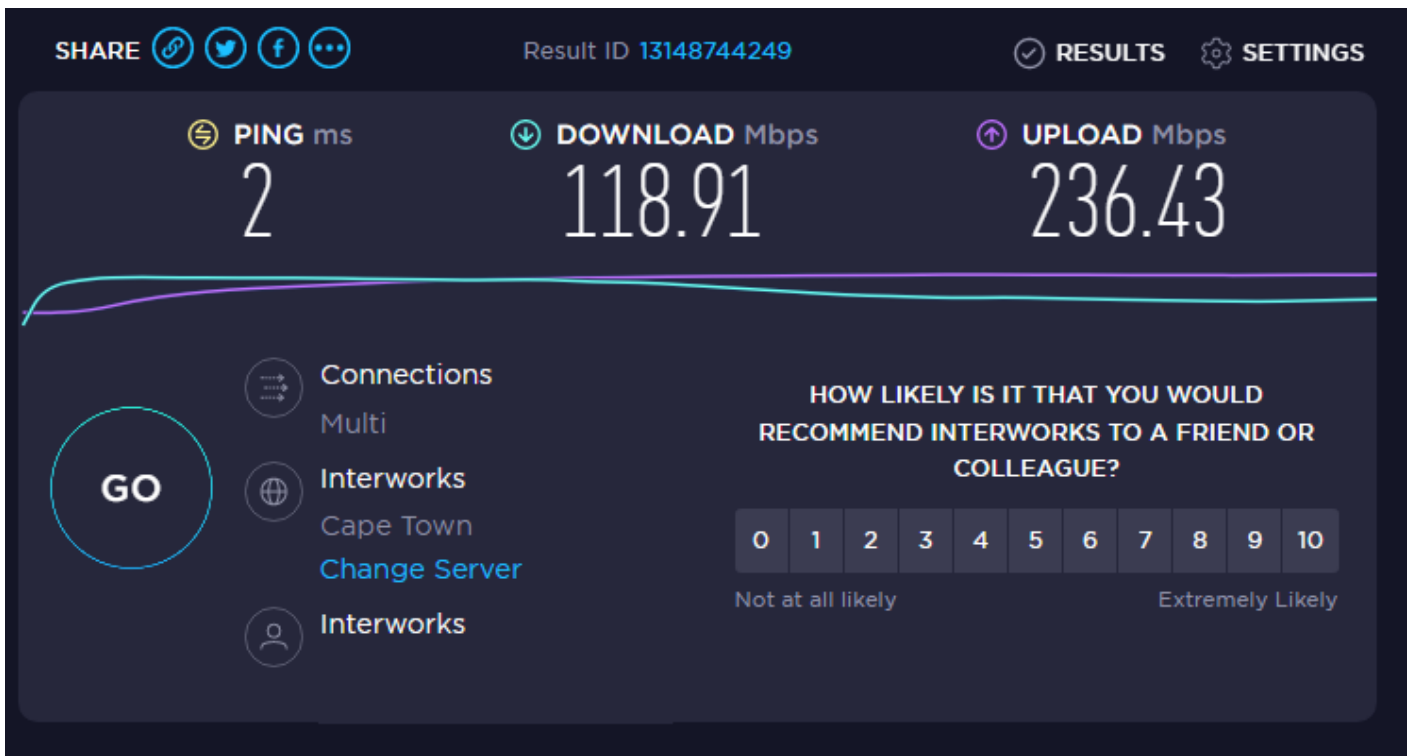 SHARE Result ID 13148744249 RESULTS SETTINGS
PING ms DOWNLOAD Mbps UPLOAD Mbps
2 118.91 236.43
Connections
Multi
Interworks
Cape Town
Change Server
Interworks
GO
HOW LIKELY IS IT THAT YOU WOULD
RECOMMEND INTERWORKS TO A FRIEND OR
COLLEAGUE?
0 1 2 3 4 5 6 7 8 9 10
Not at all likely Extremely Likely